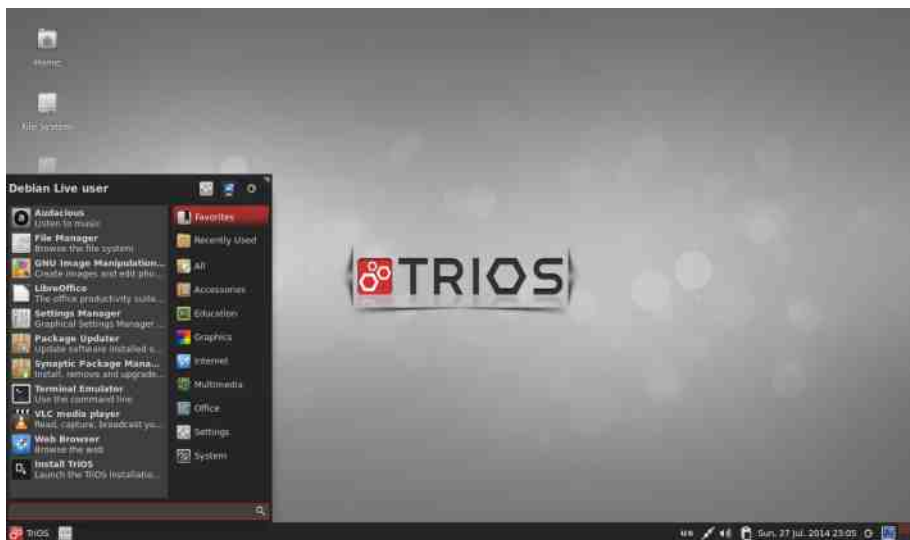 Home
File System
Debian Live user
Audacious
Listen to music
File Manager
Browse the file system
GNU Image Manipulation...
Create images and edit pho...
LibreOffice
The office productivity suite...
Settings Manager
Graphical Settings Manager ...
Package Updater
Update software installed o...
Synaptic Package Mana...
Install, remove and upgrade...
Terminal Emulator
Use the command line
VLC media player
Read, capture, broadcast yo...
Web Browser
Browse the web
Install TriOS
Launch the TriOS Installatio...
Favorites
Recently Used
All
Accessories
Education
Graphics
Internet
Multimedia
Office
Settings
System
TRIOS
TriOS
us
Sun, 27 Jul, 2014 23:05